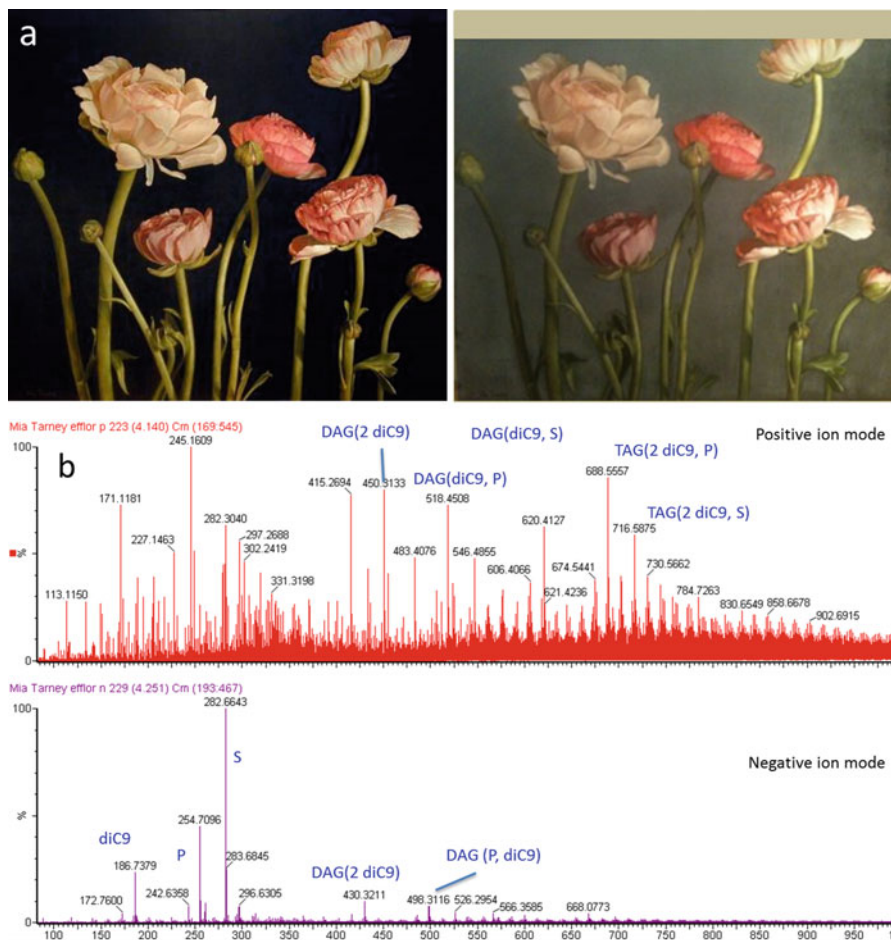 a
Mia Tarney efflor p 223 (4.140) Cm (169:545)
100
b
245.1609
DAG(2 diC9)
DAG(diC9, S)
Positive ion mode
DAG(diC9, P)
TAG(2 diC9, P)
TAG(2 diC9, S)
171.1181
415.2694
450.3133
518.4508
688.5557
282.3040
620.4127
716.5875
227.1463
297.2688
302.2419
483.4076
546.4855
674.5441
730.5662
%
606.4066
621.4236
113.1150
331.3198
784.7263
830.6549
858.6678
902.6915
0
Mia Tarney efflor n 229 (4.251) Cm (193:467)
100
282.6643
Negative ion mode
S
254.7096
%
diC9
P
186.7379
283.6845
DAG(2 diC9)
DAG (P, diC9)
172.7600
242.6358
296.6305
430.3211
498.3116
526.2954
566.3585
668.0773
0
100 150 200 250 300 350 400 450 500 550 600 650 700 750 800 850 900 950